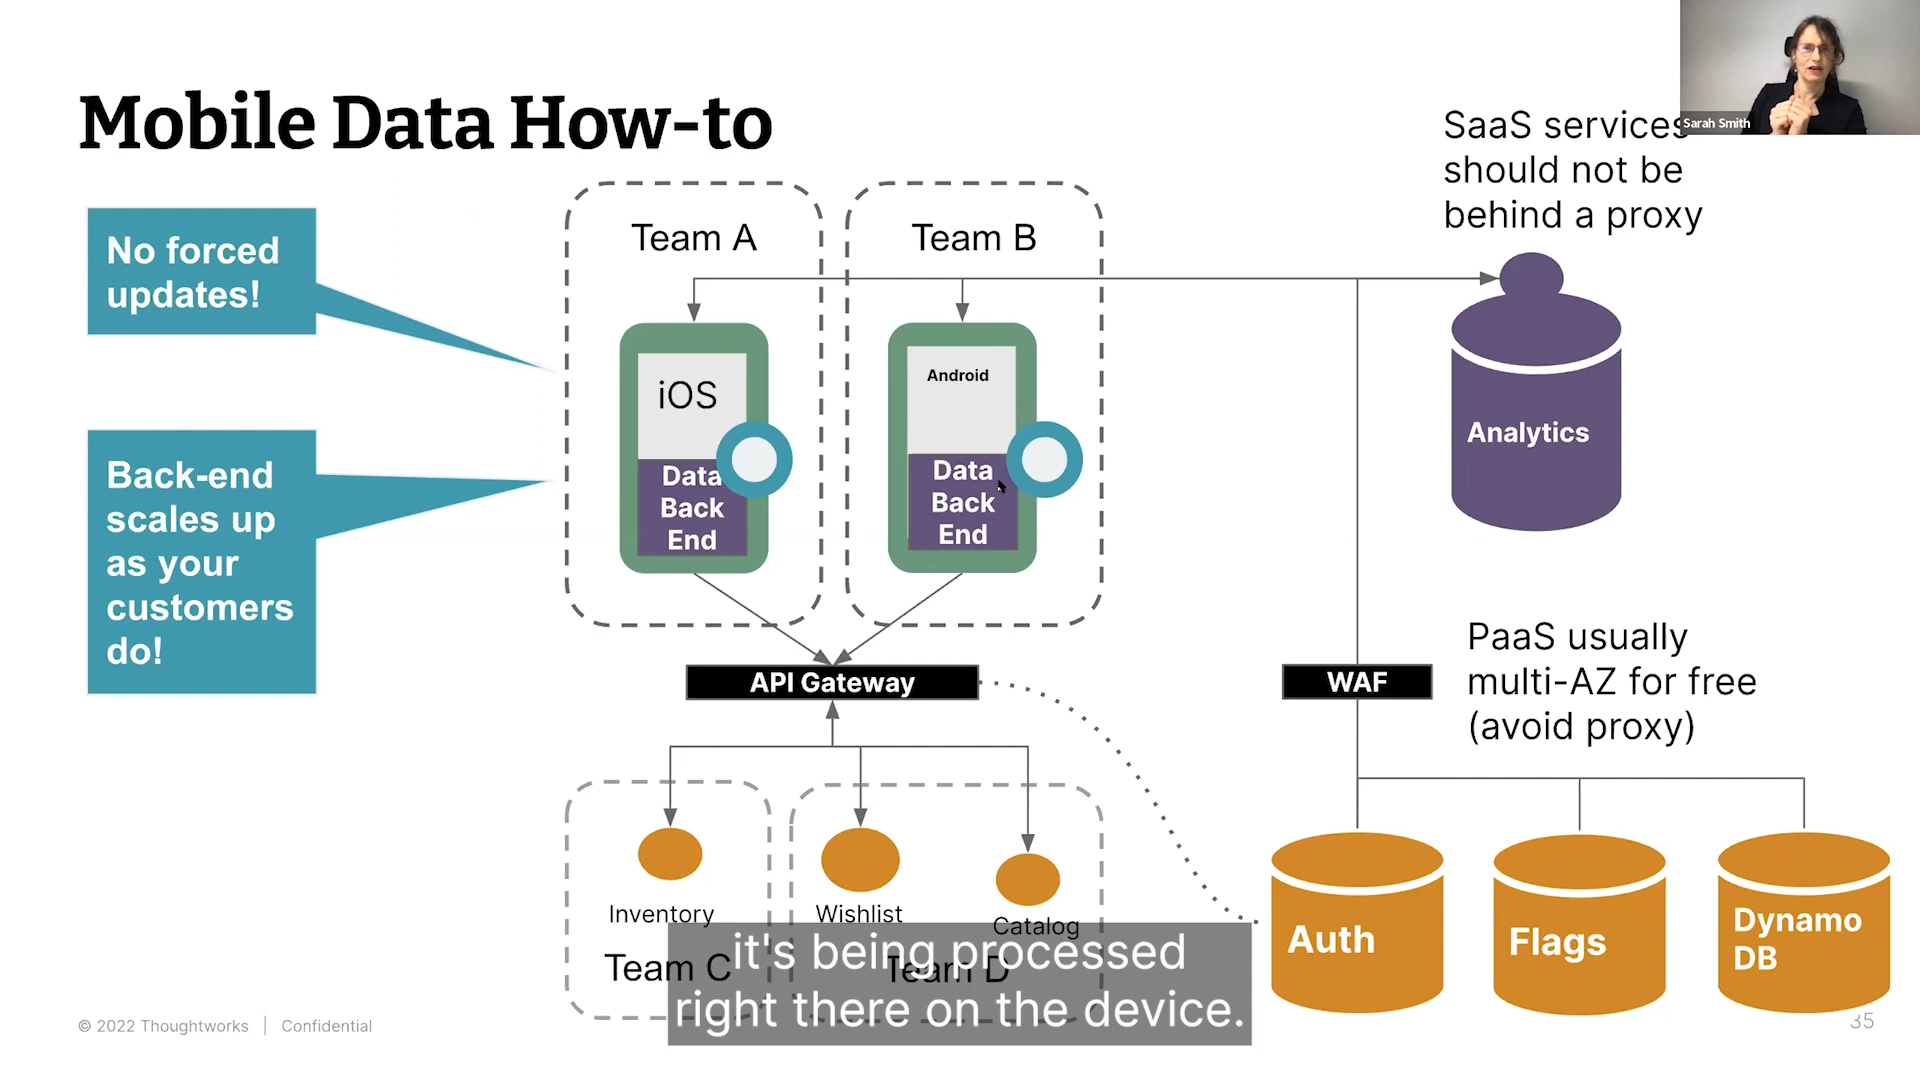 Mobile Data How-to
Sarah Smith
SaaS services
should not be
behind a proxy
No forced
updates!
Back-end
scales up
as your
customers
do!
Team A
Team B
iOS
Data
Back
End
Android
Data
Back
End
Analytics
API Gateway
WAF
PaaS usually
multi-AZ for free
(avoid proxy)
Inventory
Wishlist
Catalog
Team C
Team D
Auth
Flags
Dynamo
DB
it's being processed
right there on the device.
© 2022 Thoughtworks | Confidential
35